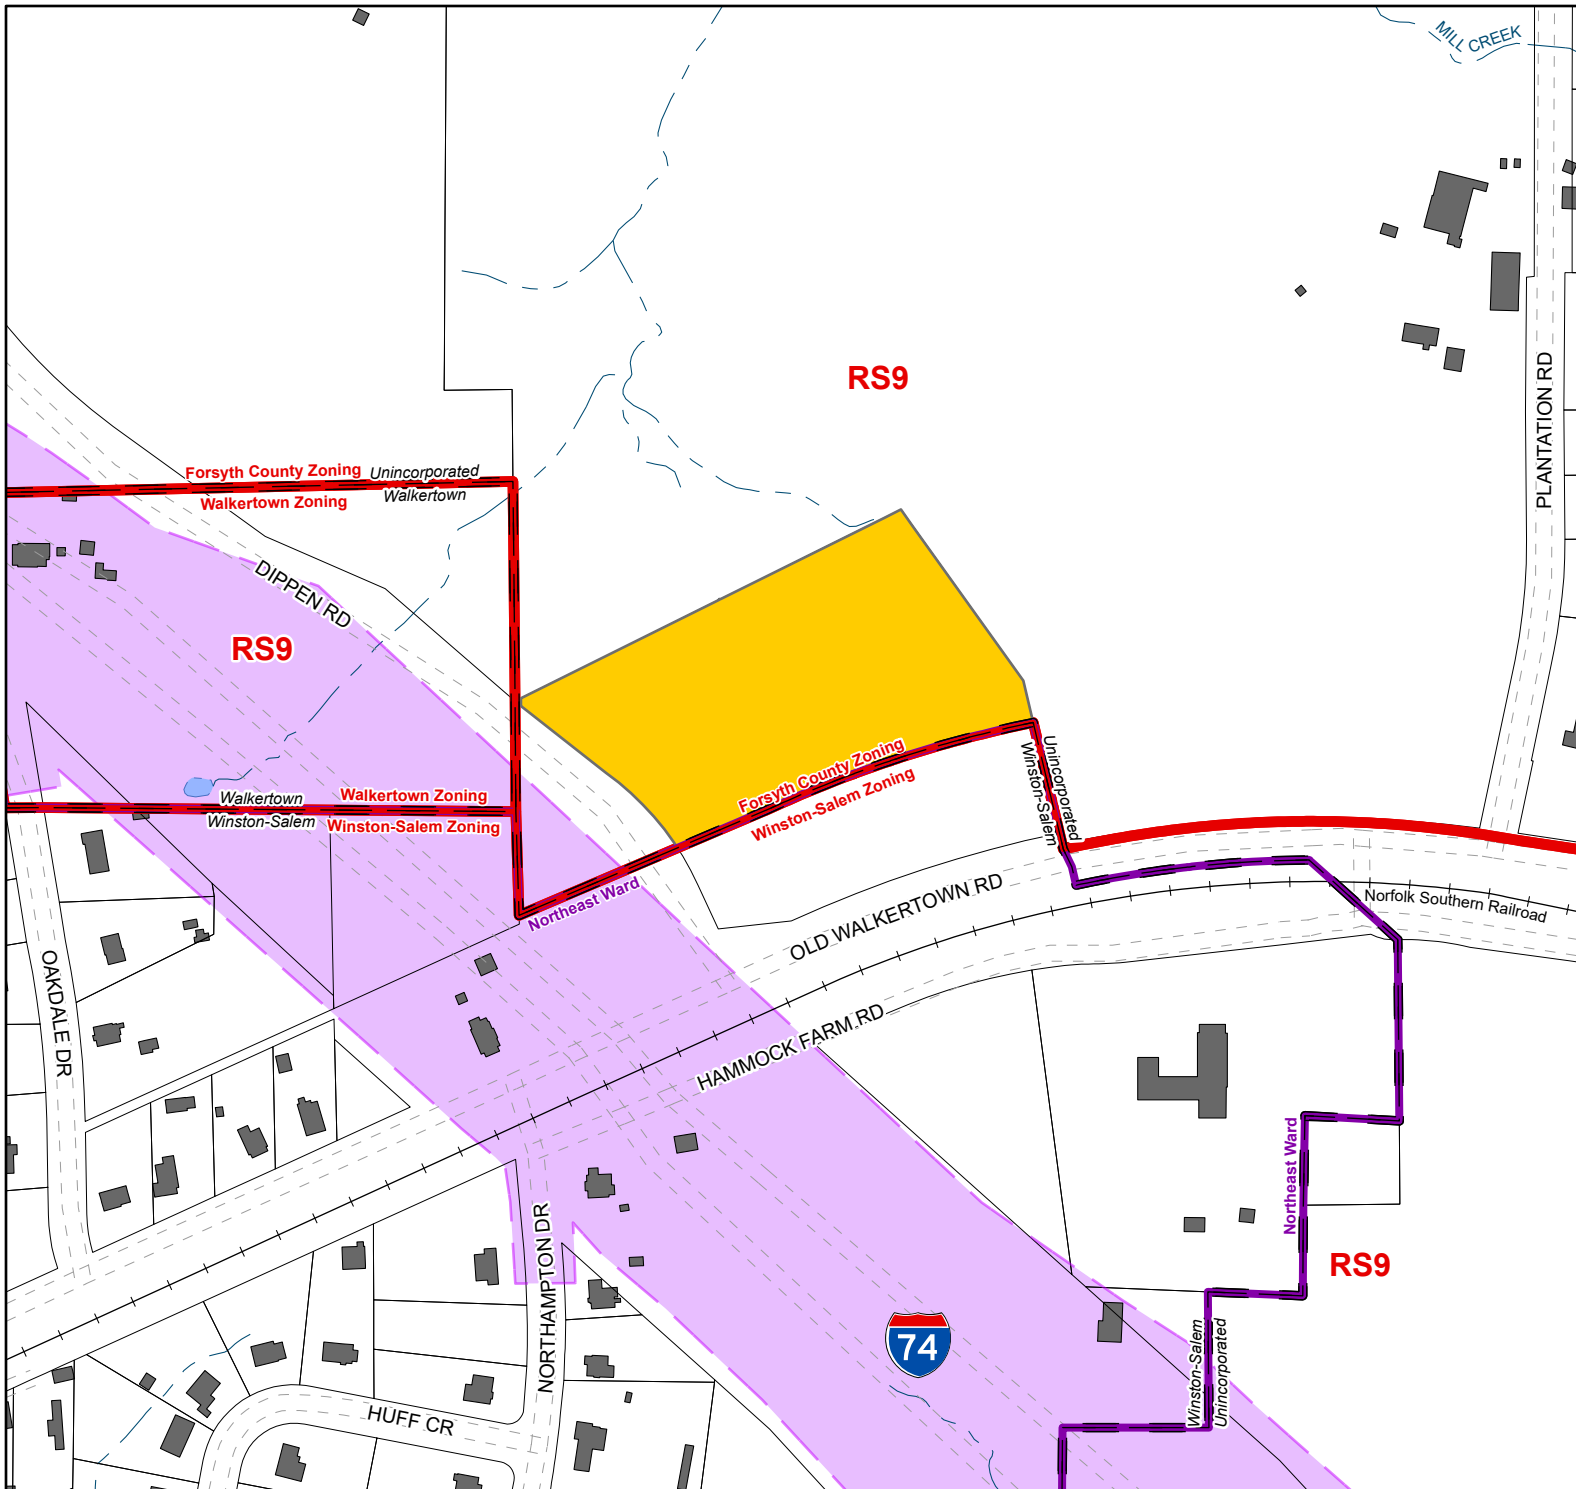 MILL CREEK
RS9
PLANTATION RD
Forsyth County Zoning
Unincorporated
Walkertown Zoning
Walkertown
DIPPEN RD
RS9
Forsyth County Zoning
Winston-Salem Zoning
Unincorporated
Winston-Salem
Walkertown
Walkertown Zoning
Winston-Salem
Winston-Salem Zoning
Northeast Ward
OLD WALKERTOWN RD
Norfolk Southern Railroad
OAKDALE DR
HAMMOCK FARM RD
Northeast Ward
NORTHAMPTON DR
RS9
74
Winston-Salem
Unincorporated
HUFF CR